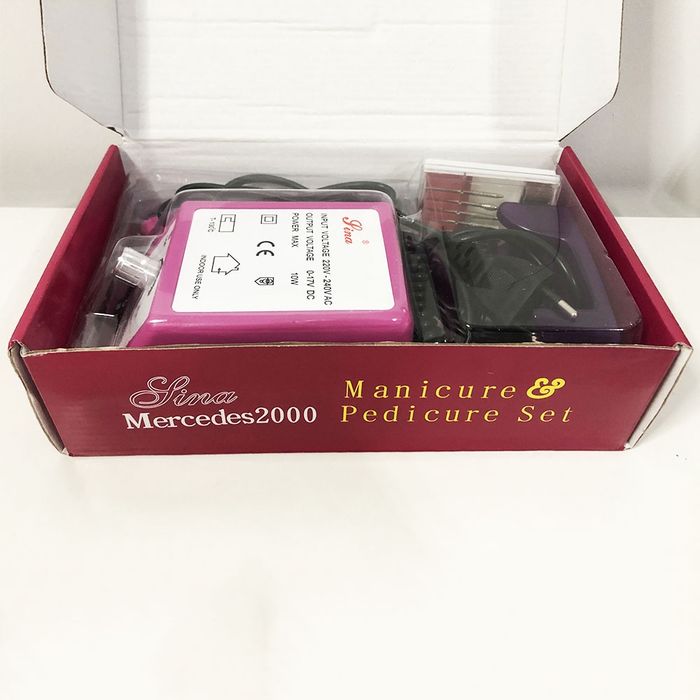 Sina ®
INPUT VOLTAGE 220V-240V AC
OUTPUT VOLTAGE 0-17V DC
POWER MAX 10W
CE
INDOOR USE ONLY
Sina
Mercedes2000
Manicure &
Pedicure Set